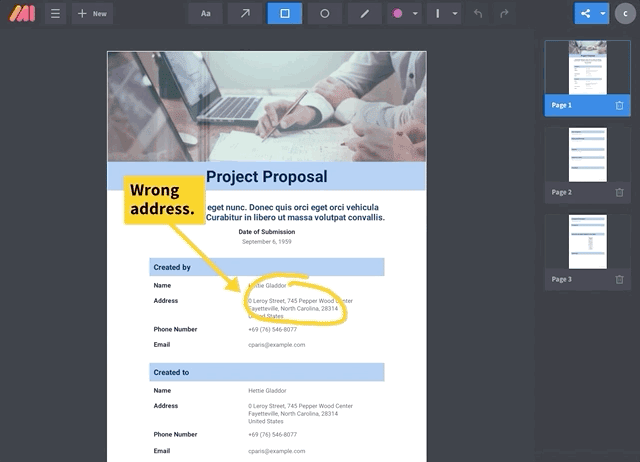 New
Aa
C
Project Proposal
Wrong
address.
eget nunc. Donec quis orci eget orci vehicula
Curabitur in libero ut massa volutpat convallis.
Date of Submission
September 6, 1959
Created by
Name Hettie Gladdor
Address 0 Leroy Street, 745 Pepper Wood Center
Fayetteville, North Carolina, 28314
United States
Phone Number +69 (76) 546-8077
Email cparis@example.com
Created to
Name Hettie Gladdor
Address 0 Leroy Street, 745 Pepper Wood Center
Fayetteville, North Carolina, 28314
United States
Phone Number +69 (76) 546-8077
Email cparis@example.com
Page 1
Page 2
Page 3